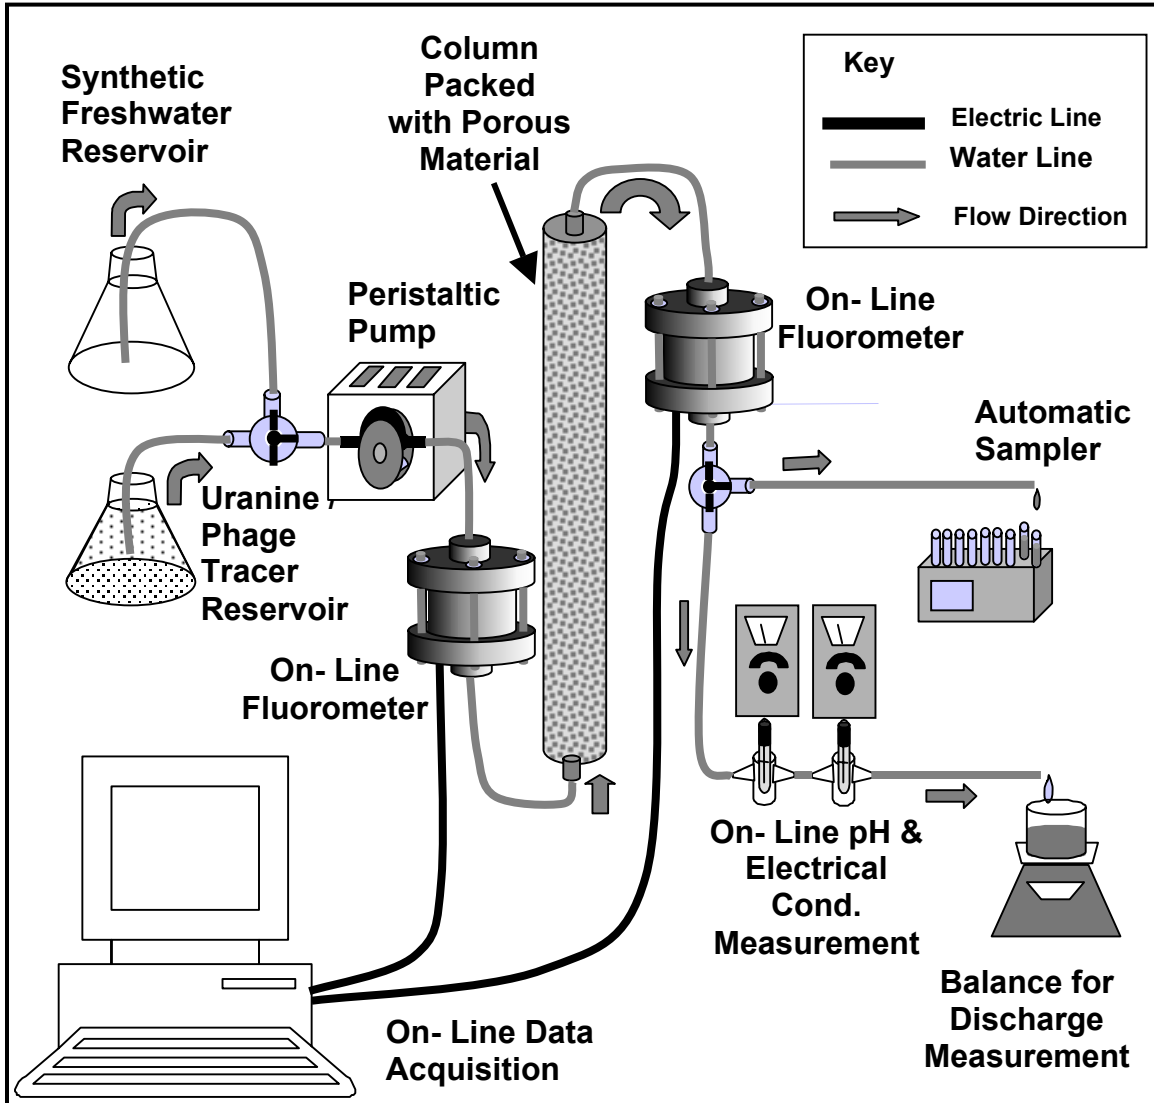 Synthetic
Freshwater
Reservoir
Column
Packed
with Porous
Material
Key
Electric Line
Water Line
Flow Direction
Peristaltic
Pump
On- Line
Fluorometer
Automatic
Sampler
Uranine /
Phage
Tracer
Reservoir
On- Line
Fluorometer
On- Line pH &
Electrical
Cond.
Measurement
Balance for
Discharge
Measurement
On- Line Data
Acquisition